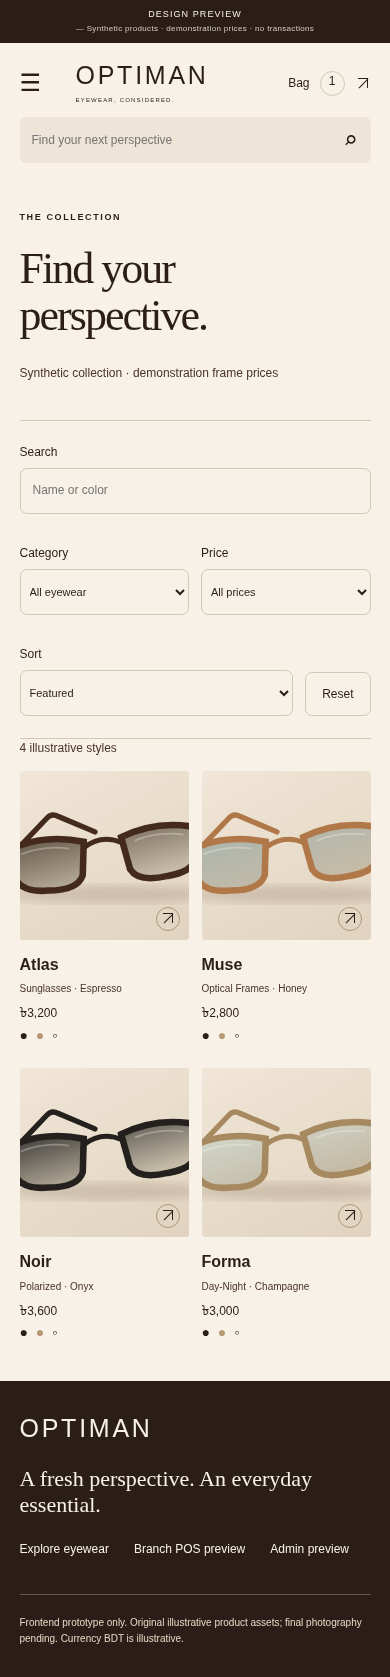 DESIGN PREVIEW
— Synthetic products · demonstration prices · no transactions
OPTIMAN
Bag 1
EYEWEAR, CONSIDERED.
Find your next perspective
THE COLLECTION
Find your
perspective.
Synthetic collection · demonstration frame prices
Search
Name or color
Category Price
All eyewear All prices
Sort
Featured Reset
4 illustrative styles
Atlas Muse
Sunglasses · Espresso Optical Frames · Honey
৳3,200 ৳2,800
Noir Forma
Polarized · Onyx Day-Night · Champagne
৳3,600 ৳3,000
OPTIMAN
A fresh perspective. An everyday
essential.
Explore eyewear Branch POS preview Admin preview
Frontend prototype only. Original illustrative product assets; final photography
pending. Currency BDT is illustrative.